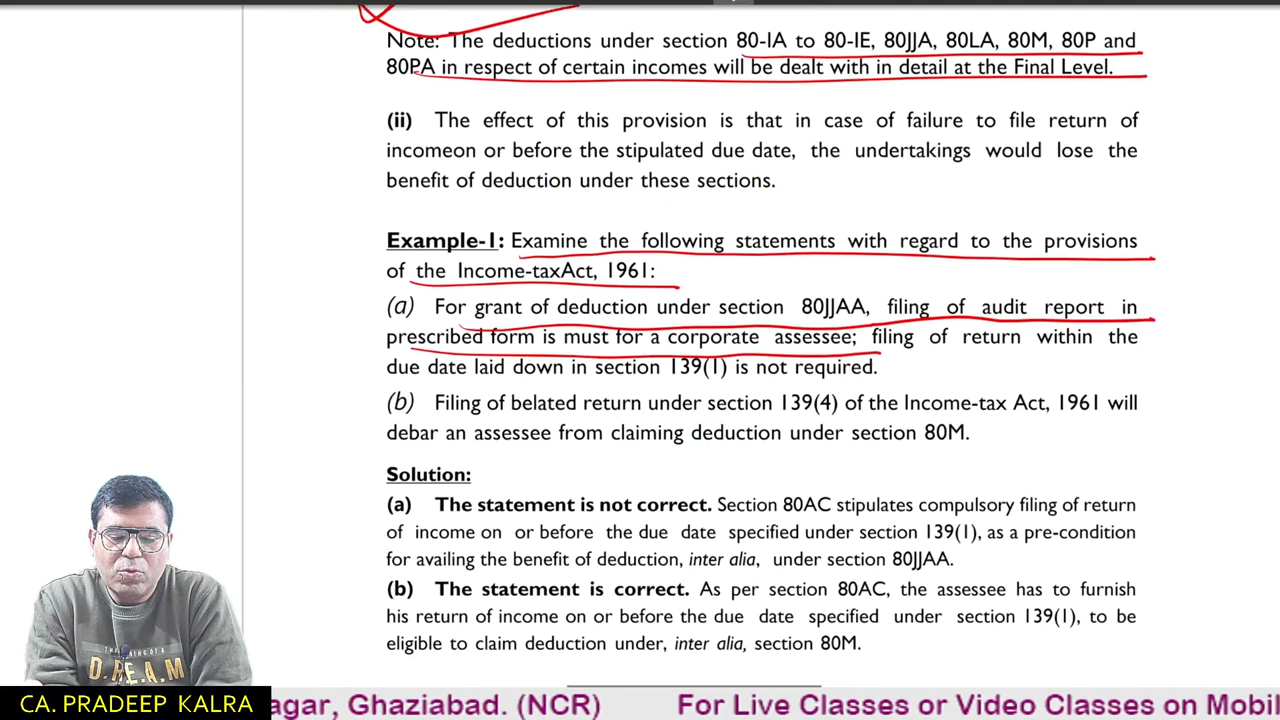 Note: The deductions under section 80-IA to 80-IE, 80JJA, 80LA, 80M, 80P and
80PA in respect of certain incomes will be dealt with in detail at the Final Level.
(ii) The effect of this provision is that in case of failure to file return of
incomeon or before the stipulated due date, the undertakings would lose the
benefit of deduction under these sections.
Example-1: Examine the following statements with regard to the provisions
of the Income-taxAct, 1961:
(a) For grant of deduction under section 80JJAA, filing of audit report in
prescribed form is must for a corporate assessee; filing of return within the
due date laid down in section 139(1) is not required.
(b) Filing of belated return under section 139(4) of the Income-tax Act, 1961 will
debar an assessee from claiming deduction under section 80M.
Solution:
(a) The statement is not correct. Section 80AC stipulates compulsory filing of return
of income on or before the due date specified under section 139(1), as a pre-condition
for availing the benefit of deduction, inter alia, under section 80JJAA.
(b) The statement is correct. As per section 80AC, the assessee has to furnish
his return of income on or before the due date specified under section 139(1), to be
eligible to claim deduction under, inter alia, section 80M.
D.R.E.A.M
CA. PRADEEP KALRA
agar, Ghaziabad. (NCR) For Live Classes or Video Classes on Mobil